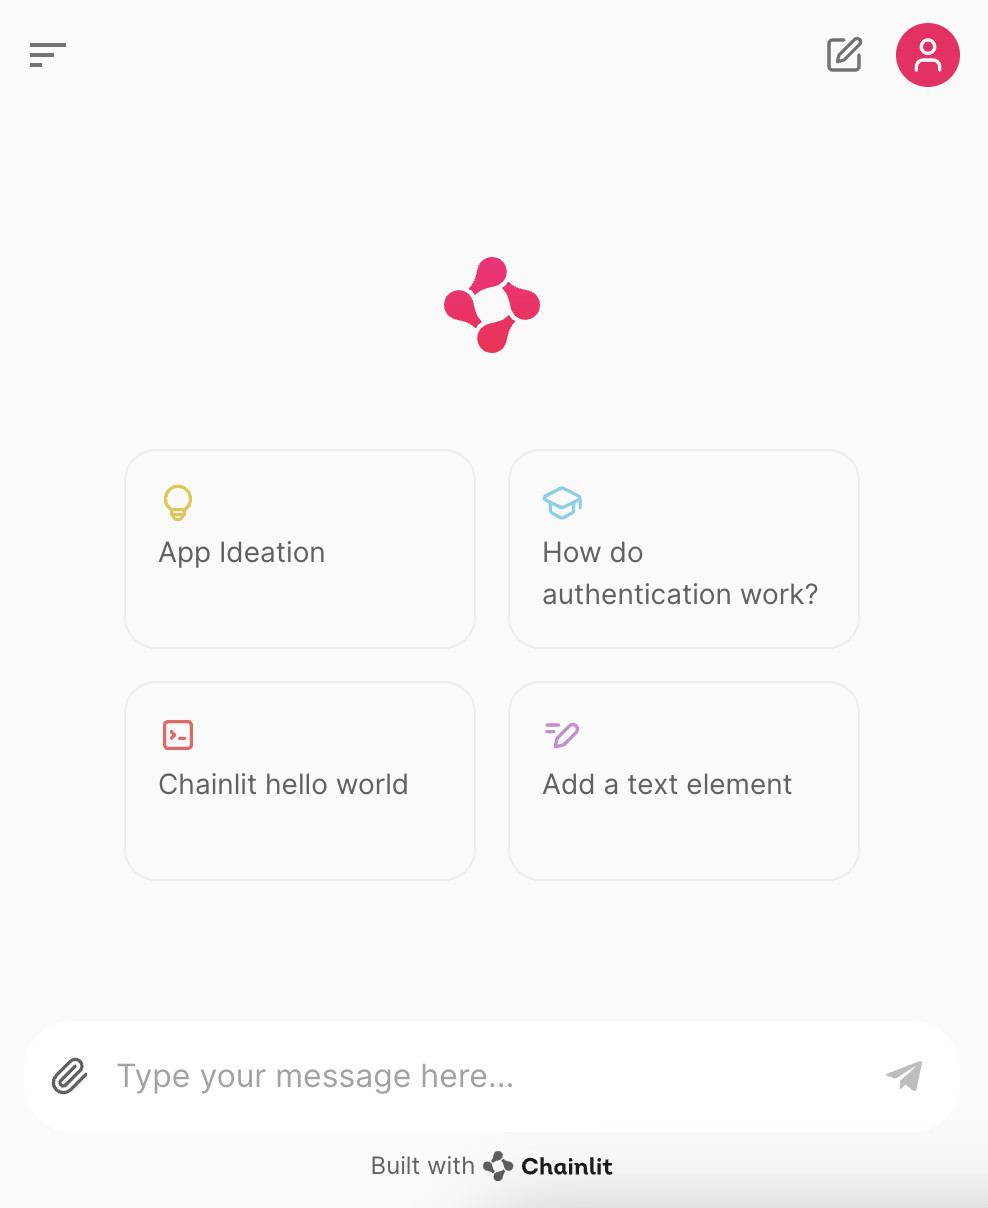 App Ideation
How do
authentication work?
Chainlit hello world
Add a text element
Type your message here...
Built with Chainlit